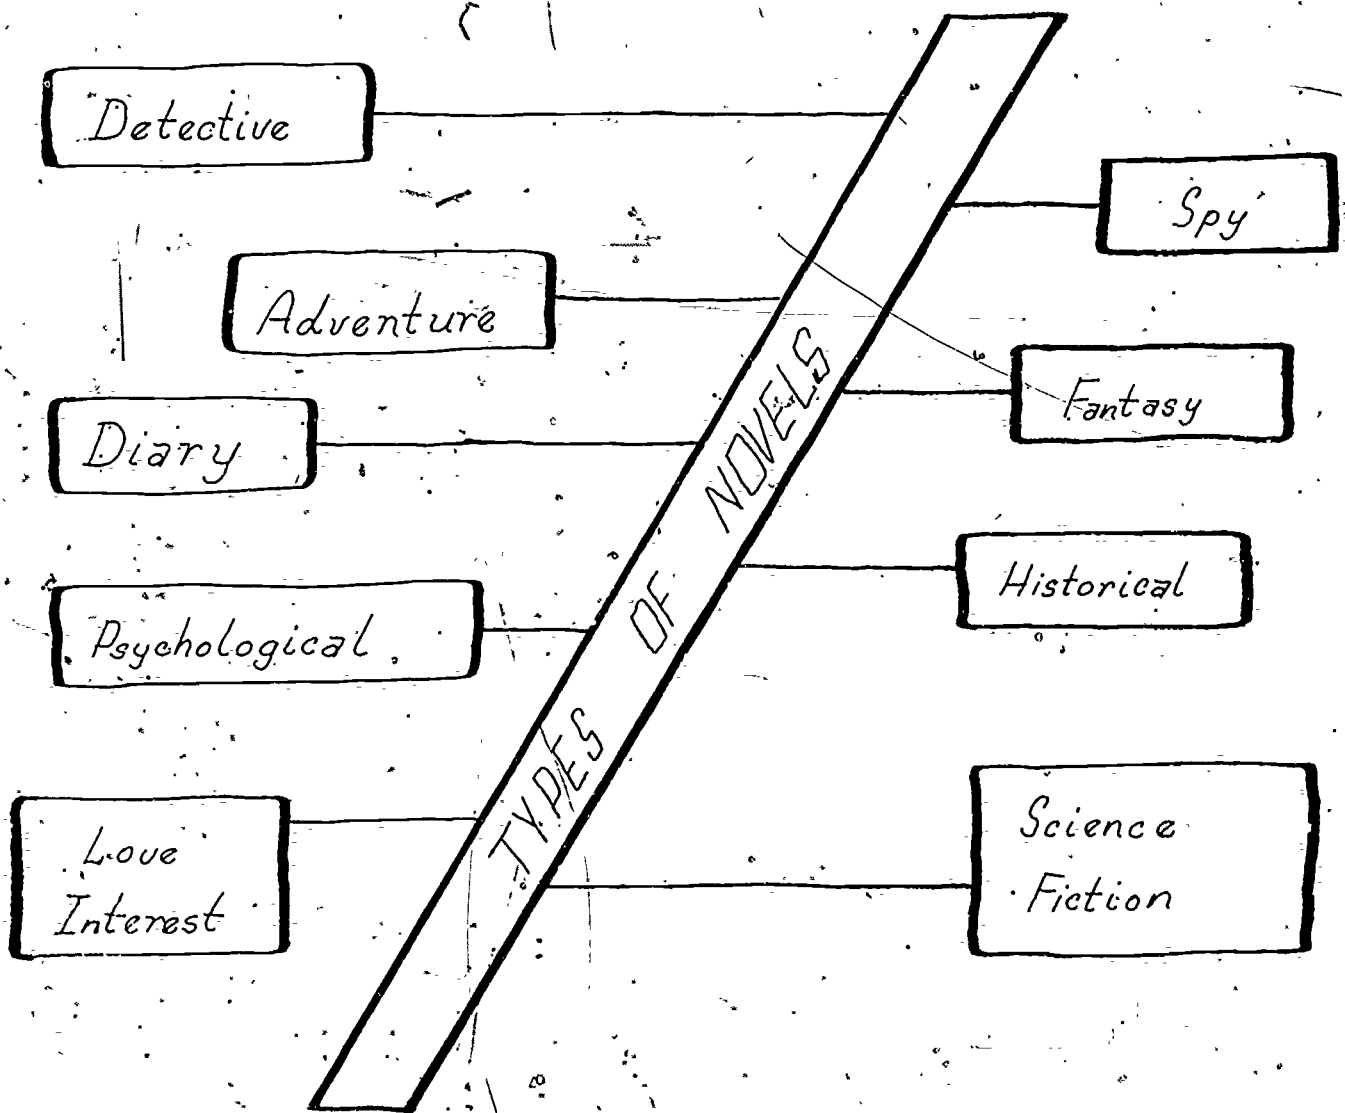 Detective
Spy
Adventure
Fantasy
Diary
TYPES OF NOVELS
Historical
Psychological
Love
Interest
Science
Fiction